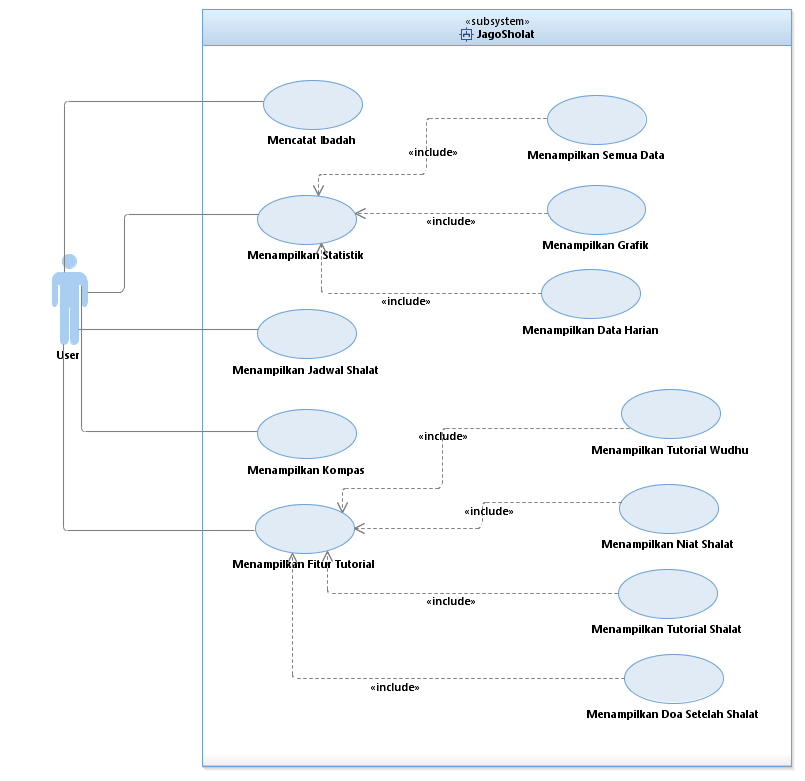 «subsystem»
JagoSholat
Mencatat Ibadah
«include»
Menampilkan Semua Data
«include»
Menampilkan Grafik
Menampilkan Statistik
«include»
Menampilkan Data Harian
User
Menampilkan Jadwal Shalat
«include»
Menampilkan Tutorial Wudhu
Menampilkan Kompas
«include»
Menampilkan Niat Shalat
Menampilkan Fitur Tutorial
«include»
Menampilkan Tutorial Shalat
«include»
Menampilkan Doa Setelah Shalat